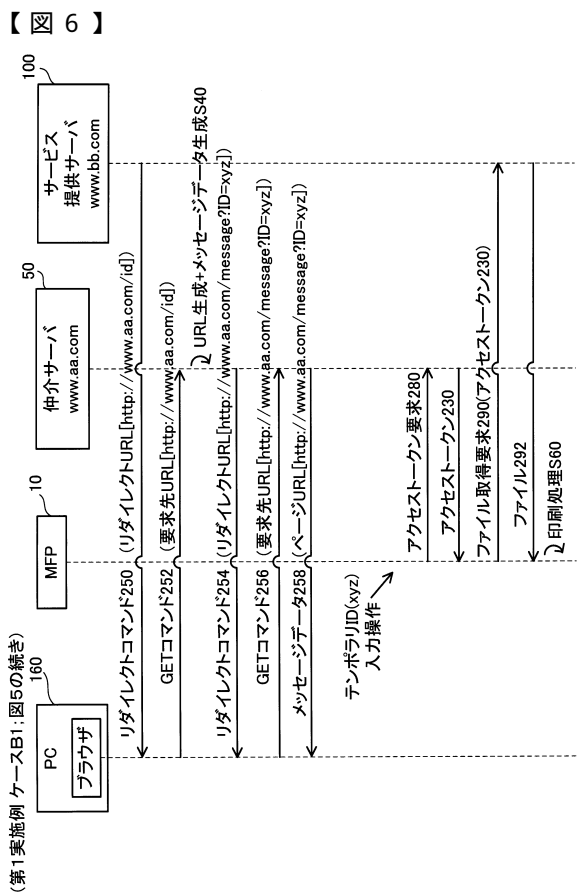 【図６】
(第1実施例 ケースB1;図5の続き)
160
PC
ブラウザ
10
MFP
50
仲介サーバ
www.aa.com
100
サービス
提供サーバ
www.bb.com
リダイレクトコマンド250 (リダイレクトURL[http://www.aa.com/id])
GETコマンド252 (要求先URL[http://www.aa.com/id])
URL生成+メッセージデータ生成S40
リダイレクトコマンド254 (リダイレクトURL[http://www.aa.com/message?ID=xyz])
GETコマンド256 (要求先URL[http://www.aa.com/message?ID=xyz])
メッセージデータ258 (ページURL[http://www.aa.com/message?ID=xyz])
テンポラリID(xyz)
入力操作
アクセストークン要求280
アクセストークン230
ファイル取得要求290(アクセストークン230)
ファイル292
印刷処理S60